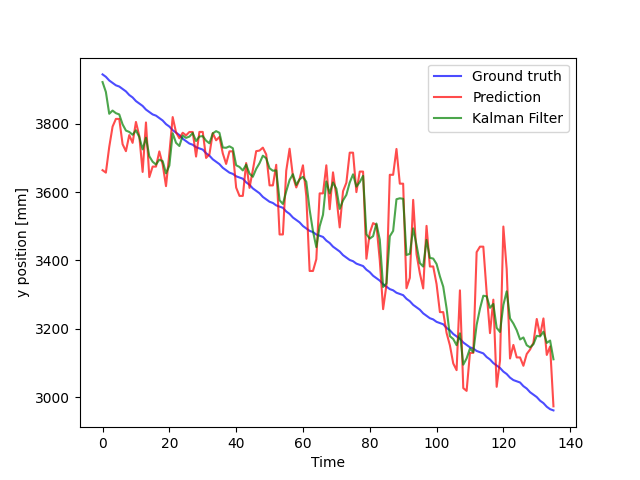 Ground truth
Prediction
Kalman Filter
y position [mm]
3800
3600
3400
3200
3000
0 20 40 60 80 100 120 140
Time